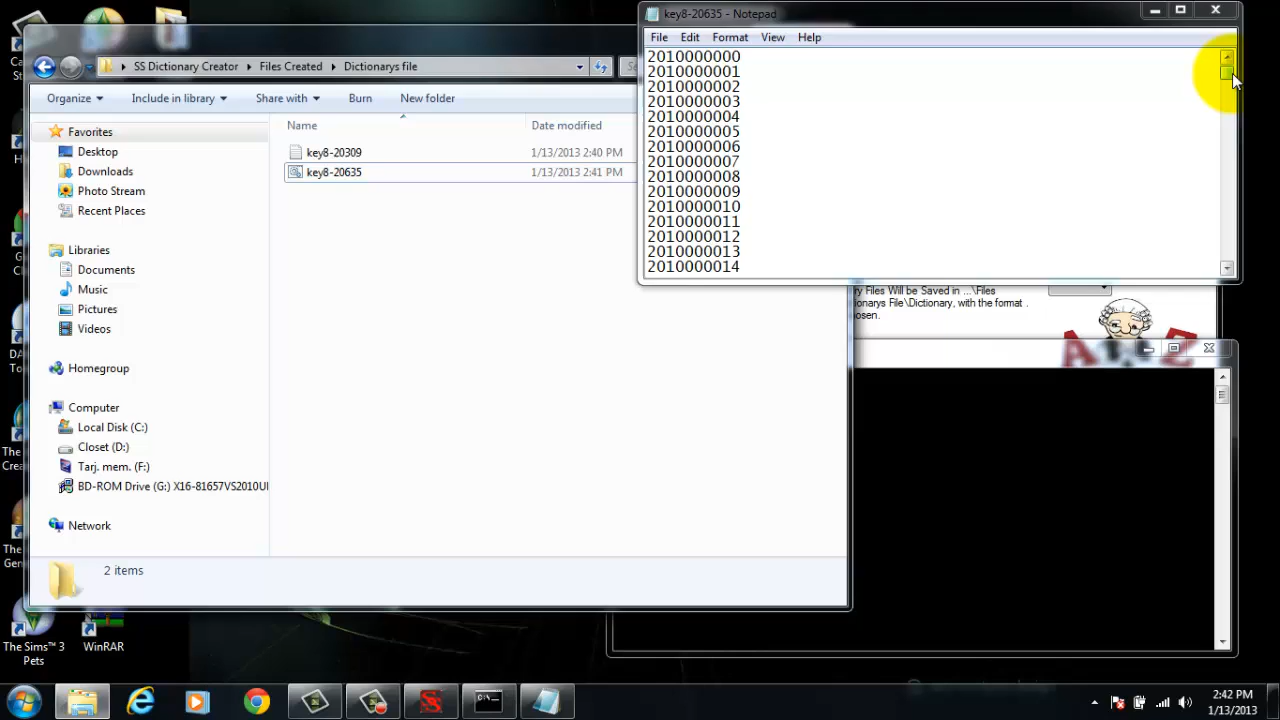 key8-20635 - Notepad
File Edit Format View Help
2010000000
2010000001
2010000002
2010000003
2010000004
2010000005
2010000006
2010000007
2010000008
2010000009
2010000010
2010000011
2010000012
2010000013
2010000014
SS Dictionary Creator Files Created Dictionarys file
Organize Include in library Share with Burn New folder
Name Date modified
key8-20309 1/13/2013 2:40 PM
key8-20635 1/13/2013 2:41 PM
Favorites
Desktop
Downloads
Photo Stream
Recent Places
Libraries
Documents
Music
Pictures
Videos
Homegroup
Computer
Local Disk (C:)
Closet (D:)
Tarj. mem. (F:)
BD-ROM Drive (G:) X16-81657VS2010Ul
Network
2 items
ry Files Will be Saved in ...\Files
ionarys File\Dictionary, with the format .
osen.
A Z
The Sims™ 3
Pets
WinRAR
2:42 PM
1/13/2013